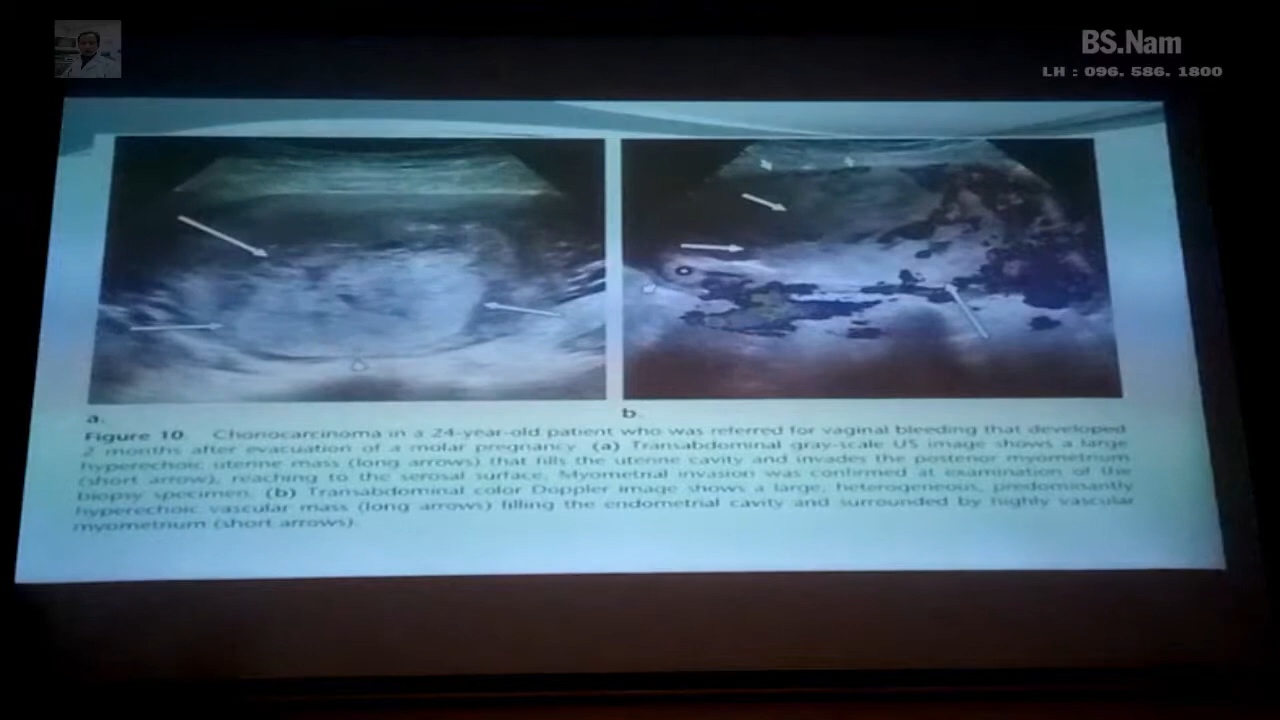 BS.Nam
LH : 096. 586. 1800
a.
b.
Figure 10. Choriocarcinoma in a 24-year-old patient who was referred for vaginal bleeding that developed
2 months after evacuation of a molar pregnancy. (a) Transabdominal gray-scale US image shows a large
hyperechoic uterine mass (long arrows) that fills the uterine cavity and invades the posterior myometrium
(short arrow), reaching to the serosal surface. Myometrial invasion was confirmed at examination of the
biopsy specimen. (b) Transabdominal color Doppler image shows a large, heterogeneous, predominantly
hyperechoic vascular mass (long arrows) filling the endometrial cavity and surrounded by highly vascular
myometrium (short arrows).